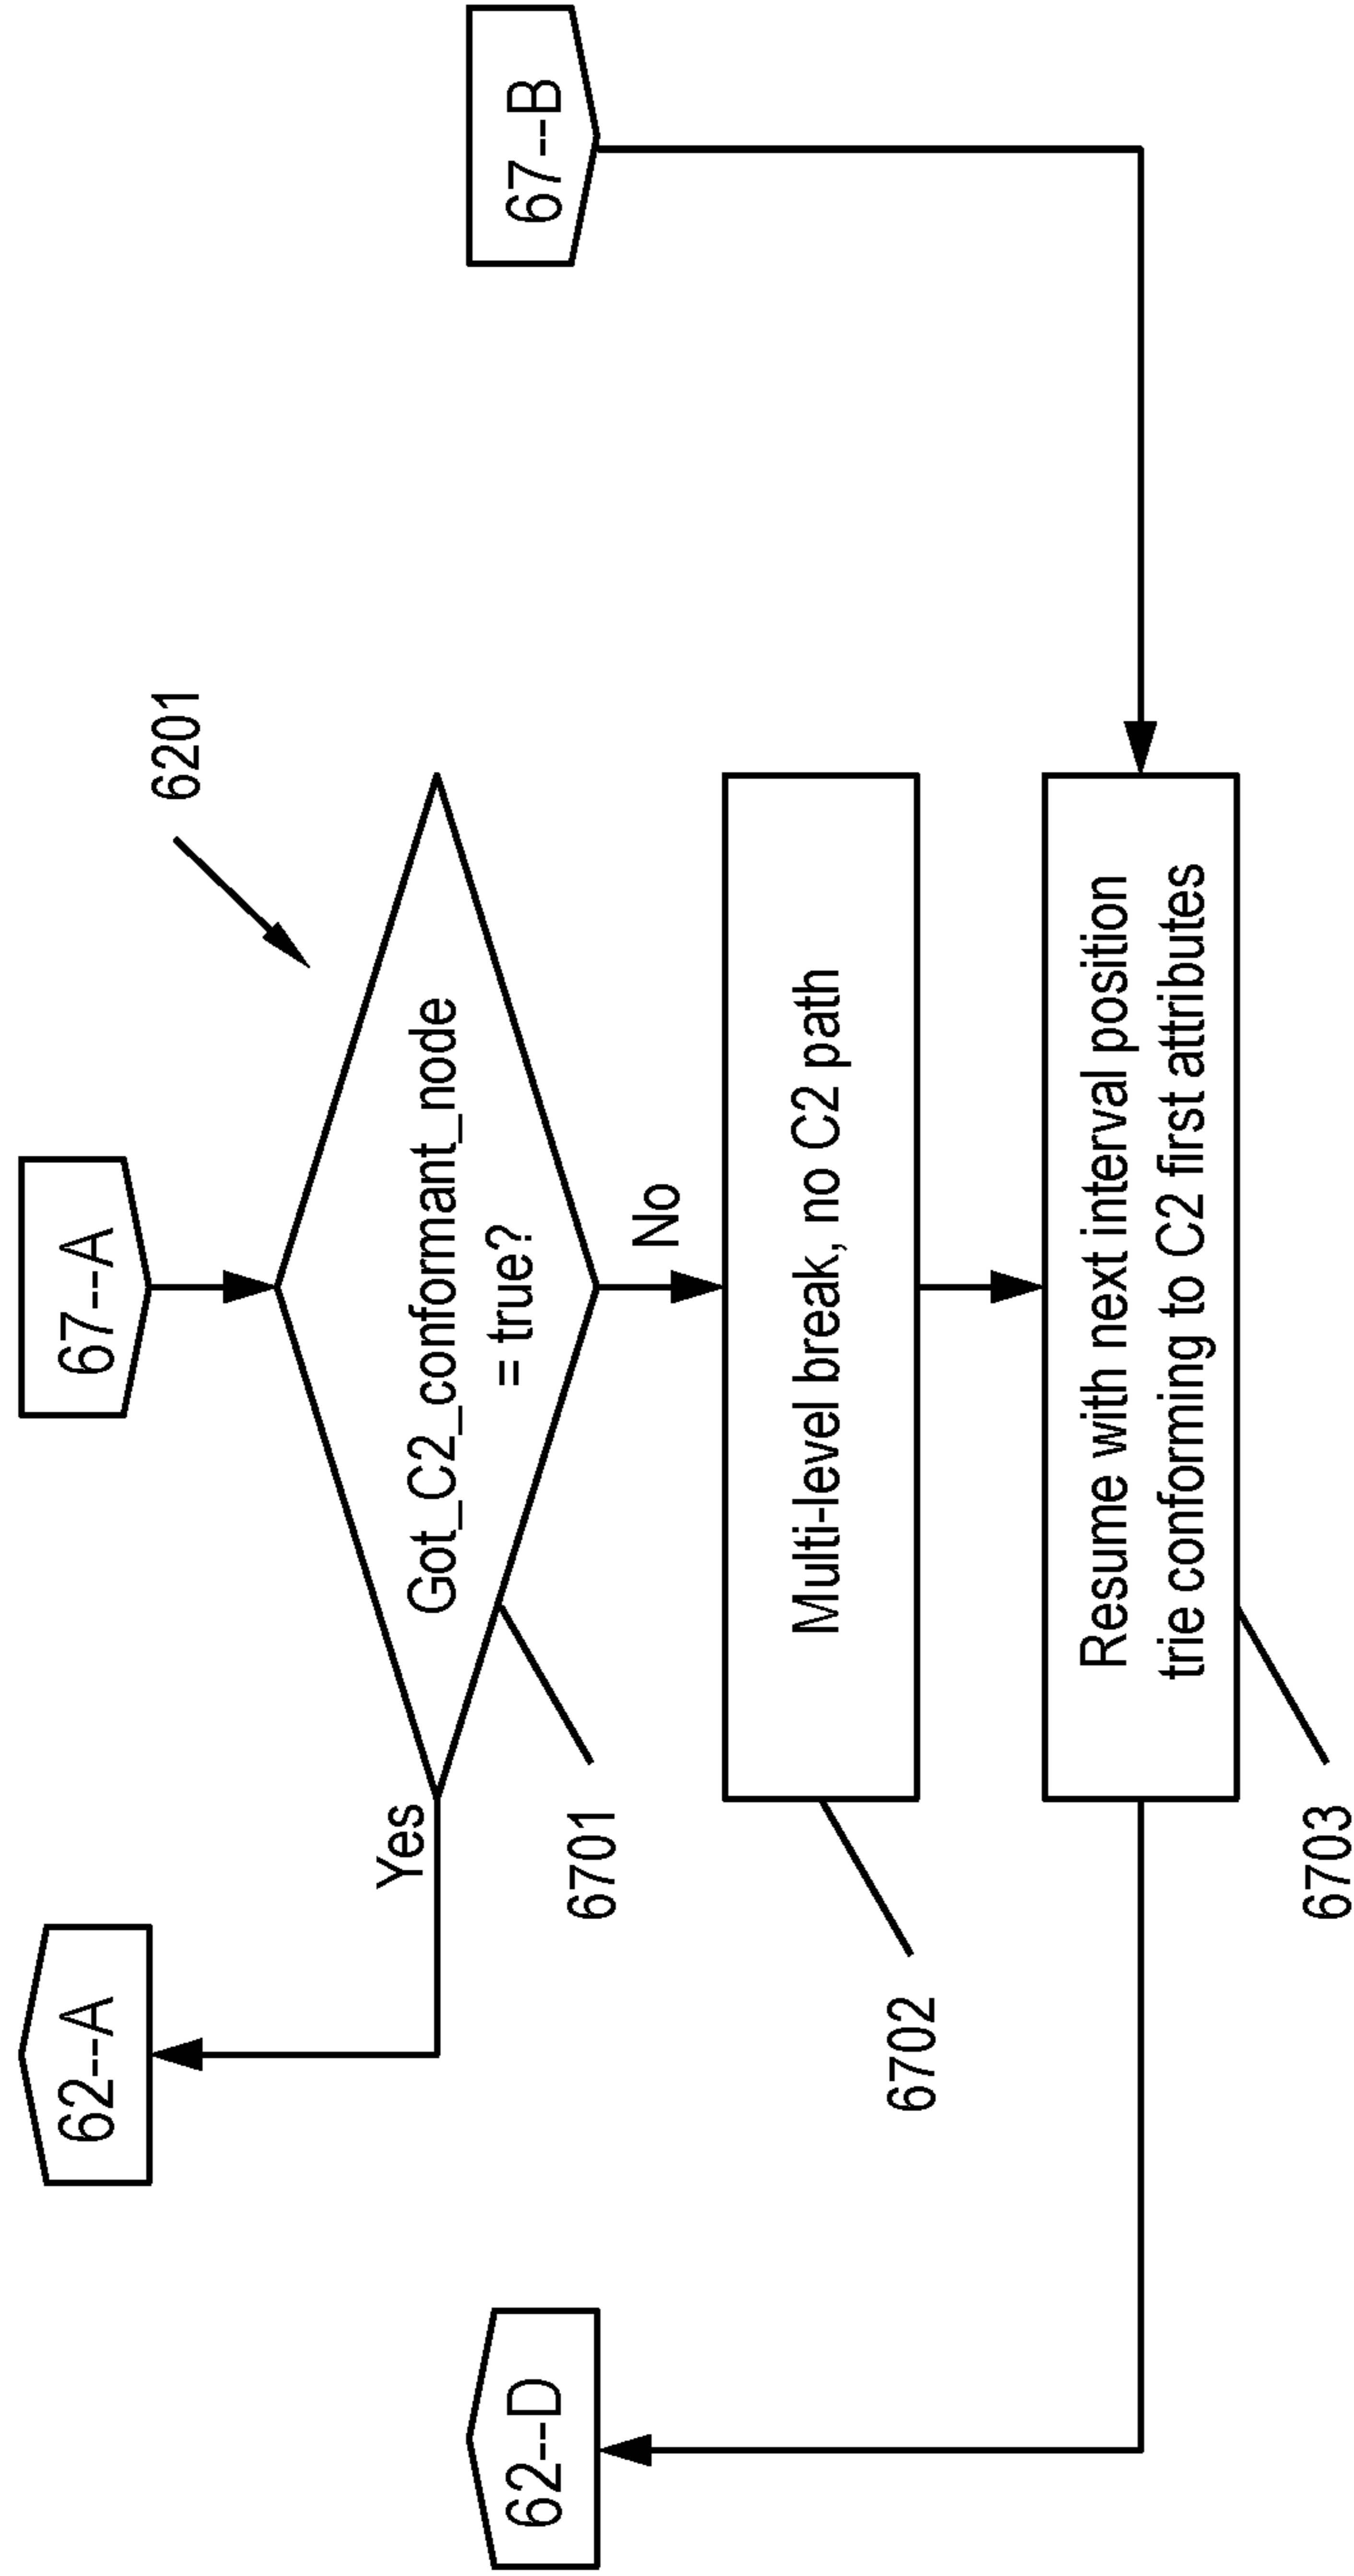 67--A
62--A
6201
Yes
Got_C2_conformant_node
= true?
6701
62--D
67--B
No
Multi-level break, no C2 path
6702
Resume with next interval position
trie conforming to C2 first attributes
6703